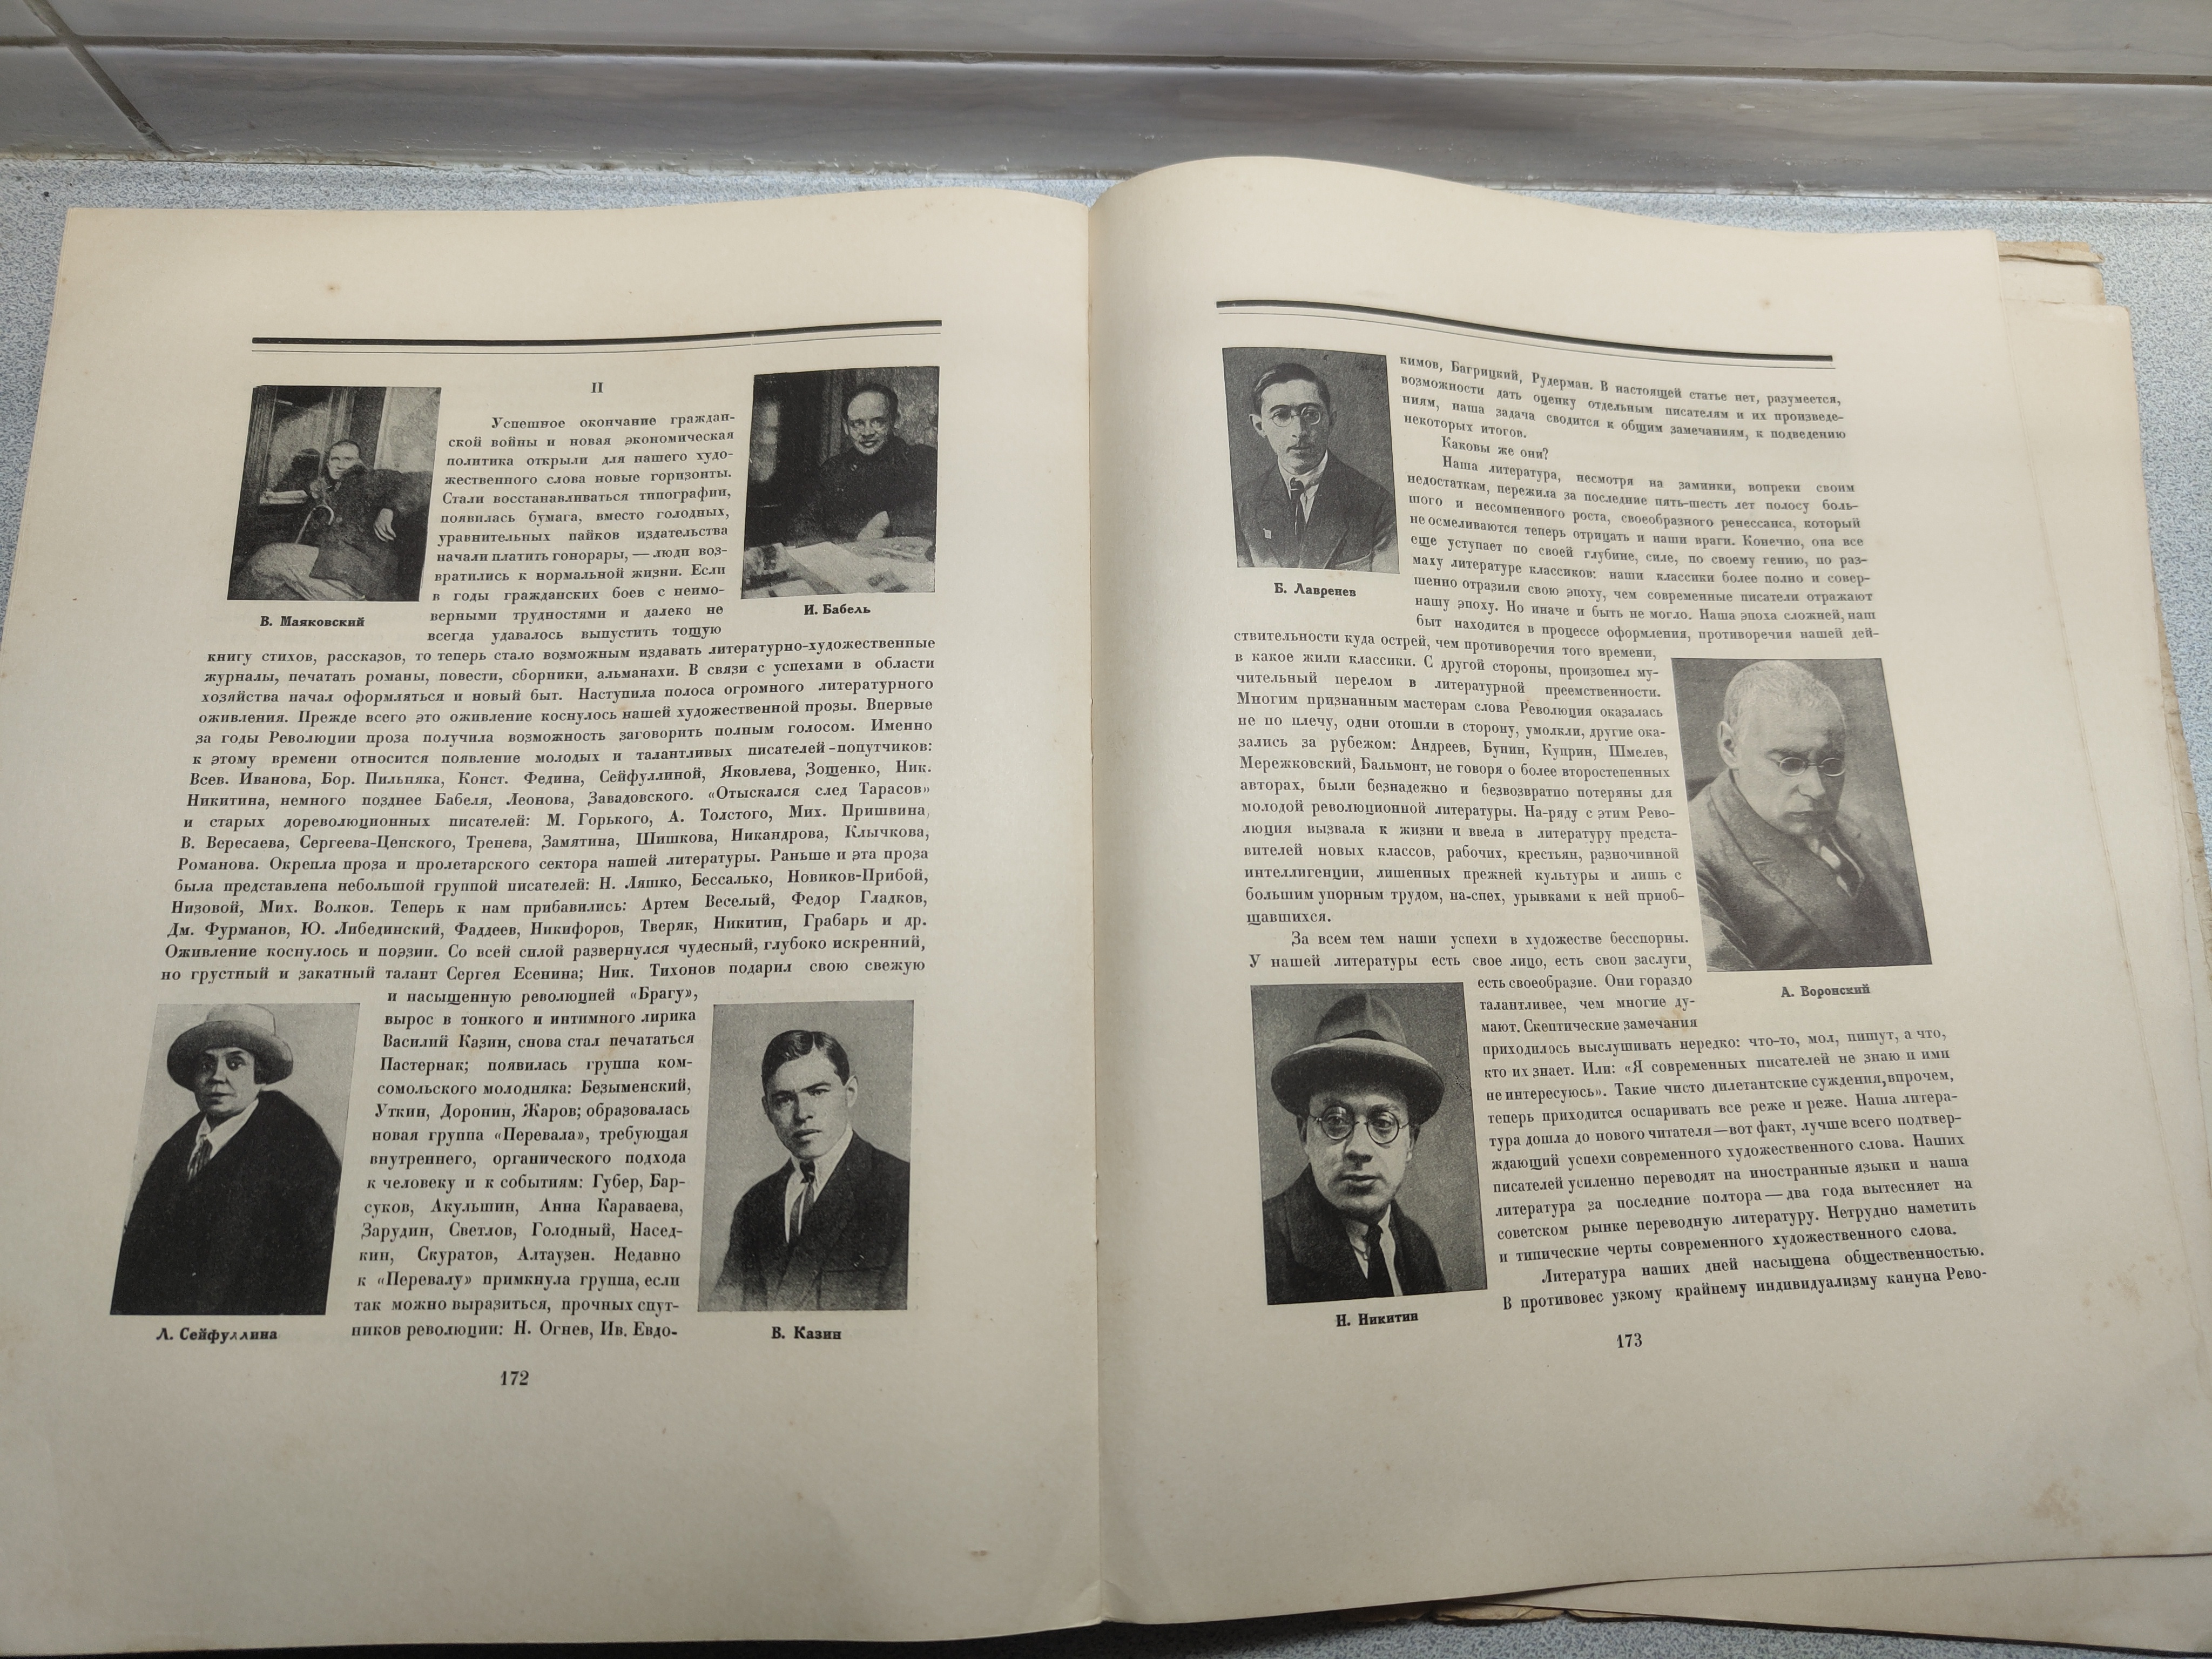 II
Успешное окончание граждан-
ской войны и новая экономическая
политика открыли для нашего худо-
жественного слова новые горизонты.
Стали восстанавливаться типографии,
появилась бумага, вместо голодных,
уравнительных пайков издательства
начали платить гонорары, — люди воз-
вратились к нормальной жизни. Если
в годы гражданских боев с неимо-
верными трудностями и далеко не
всегда удавалось выпустить тощую
В. Маяковский
И. Бабель
книгу стихов, рассказов, то теперь стало возможным издавать литературно-художественные
журналы, печатать романы, повести, сборники, альманахи. В связи с успехами в области
хозяйства начал оформляться и новый быт. Наступила полоса огромного литературного
оживления. Прежде всего это оживление коснулось нашей художественной прозы. Впервые
за годы Революции проза получила возможность заговорить полным голосом. Именно
к этому времени относится появление молодых и талантливых писателей-попутчиков:
Всев. Иванова, Бор. Пильняка, Конст. Федина, Сейфуллиной, Яковлева, Зощенко, Ник.
Никитина, немного позднее Бабеля, Леонова, Завадовского. «Отыскался след Тарасов»
и старых дореволюционных писателей: М. Горького, А. Толстого, Мих. Пришвина,
В. Вересаева, Сергеева-Ценского, Тренева, Замятина, Шишкова, Никандрова, Клычкова,
Романова. Окрепла проза и пролетарского сектора нашей литературы. Раньше и эта проза
была представлена небольшой группой писателей: Н. Ляшко, Бессалько, Новиков-Прибой,
Низовой, Мих. Волков. Теперь к нам прибавились: Артем Веселый, Федор Гладков,
Дм. Фурманов, Ю. Либединский, Фаддеев, Никифоров, Тверяк, Никитин, Грабарь и др.
Оживление коснулось и поэзии. Со всей силой развернулся чудесный, глубоко искренний,
но грустный и закатный талант Сергея Есенина; Ник. Тихонов подарил свою свежую
и насыщенную революцией «Брагу»,
вырос в тонкого и интимного лирика
Василий Казин, снова стал печататься
Пастернак; появилась группа ком-
сомольского молодняка: Безыменский,
Уткин, Доронин, Жаров; образовалась
новая группа «Перевала», требующая
внутреннего, органического подхода
к человеку и к событиям: Губер, Бар-
суков, Акульшин, Анна Караваева,
Зарудин, Светлов, Голодный, Насед-
кин, Скуратов, Алтаузен. Недавно
к «Перевалу» примкнула группа, если
так можно выразиться, прочных спут-
ников революции: Н. Огнев, Ив. Евдо-
Л. Сейфуллина
В. Казин
172
кимов, Багрицкий, Рудерман. В настоящей статье нет, разумеется,
возможности дать оценку отдельным писателям и их произведе-
ниям, наша задача сводится к общим замечаниям, к подведению
некоторых итогов.
Каковы же они?
Наша литература, несмотря на заминки, вопреки своим
недостаткам, пережила за последние пять-шесть лет полосу боль-
шого и несомненного роста, своеобразного ренессанса, который
не осмеливаются теперь отрицать и наши враги. Конечно, она все
еще уступает по своей глубине, силе, по своему гению, по раз-
маху литературе классиков: наши классики более полно и совер-
шенно отразили свою эпоху, чем современные писатели отражают
нашу эпоху. Но иначе и быть не могло. Наша эпоха сложней, наш
быт находится в процессе оформления, противоречия нашей дей-
Б. Лавренев
ствительности куда острей, чем противоречия того времени,
в какое жили классики. С другой стороны, произошел му-
чительный перелом в литературной преемственности.
Многим признанным мастерам слова Революция оказалась
не по плечу, одни отошли в сторону, умолкли, другие ока-
зались за рубежом: Андреев, Бунин, Куприн, Шмелев,
Мережковский, Бальмонт, не говоря о более второстепенных
авторах, были безнадежно и безвозвратно потеряны для
молодой революционной литературы. На-ряду с этим Рево-
люция вызвала к жизни и ввела в литературу предста-
вителей новых классов, рабочих, крестьян, разночинной
интеллигенции, лишенных прежней культуры и лишь с
большим упорным трудом, на-спех, урывками к ней приоб-
щавшихся.
За всем тем наши успехи в художестве бесспорны.
У нашей литературы есть свое лицо, есть свои заслуги,
есть своеобразие. Они гораздо
талантливее, чем многие ду-
мают. Скептические замечания
А. Воронский
приходилось выслушивать нередко: что-то, мол, пишут, а что,
кто их знает. Или: «Я современных писателей не знаю и ими
не интересуюсь». Такие чисто дилетантские суждения, впрочем,
теперь приходится оспаривать все реже и реже. Наша литера-
тура дошла до нового читателя—вот факт, лучше всего подтвер-
ждающий успехи современного художественного слова. Наших
писателей усиленно переводят на иностранные языки и наша
литература за последние полтора—два года вытесняет на
советском рынке переводную литературу. Нетрудно наметить
и типические черты современного художественного слова.
Литература наших дней насыщена общественностью.
В противовес узкому крайнему индивидуализму кануна Рево-
Н. Никитин
173